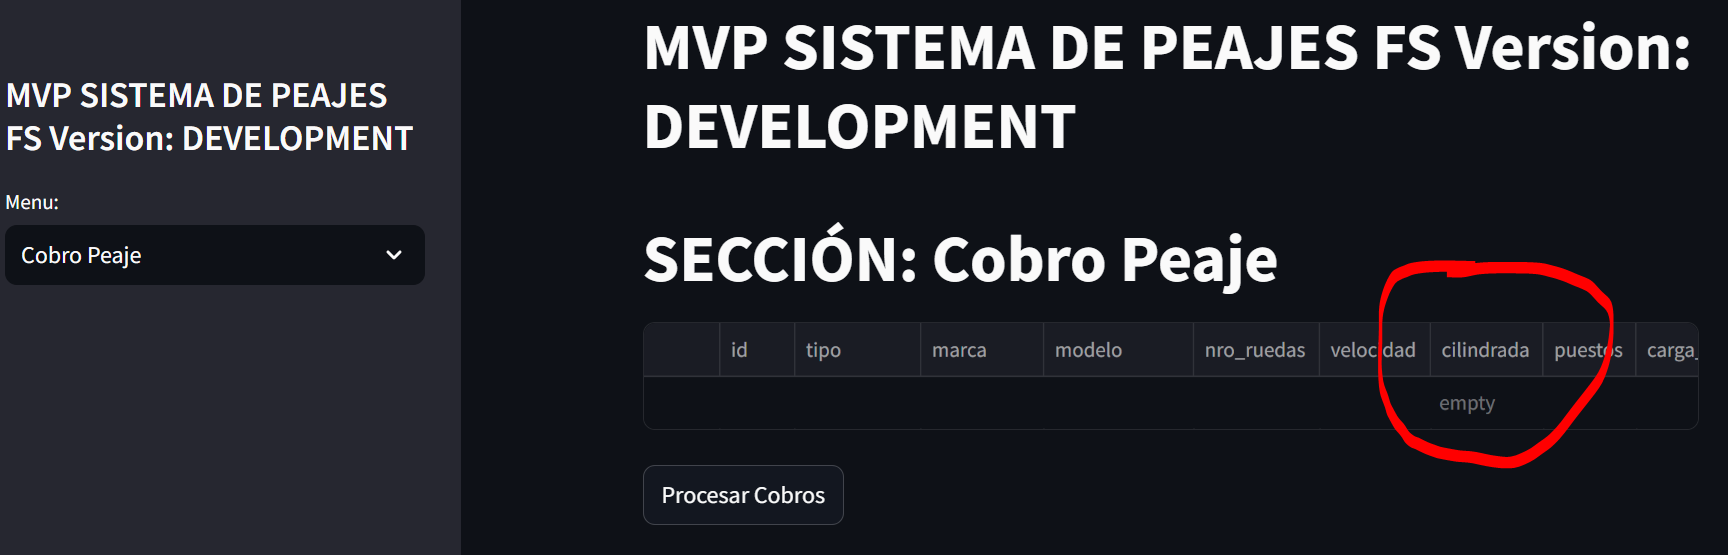 MVP SISTEMA DE PEAJES
FS Version: DEVELOPMENT
Menu:
Cobro Peaje
MVP SISTEMA DE PEAJES FS Version:
DEVELOPMENT
SECCIÓN: Cobro Peaje
id tipo marca modelo nro_ruedas velocidad cilindrada puestos carga_
empty
Procesar Cobros